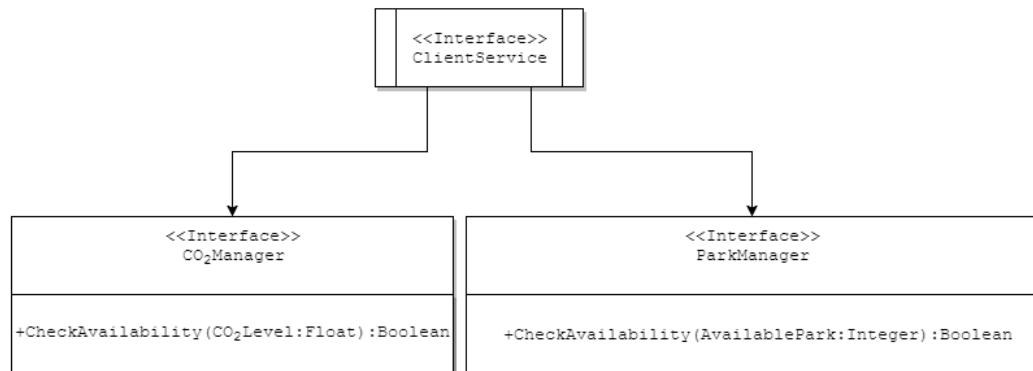 <<Interface>>
ClientService
<<Interface>>
CO₂Manager
+CheckAvailability(CO₂Level:Float):Boolean
<<Interface>>
ParkManager
+CheckAvailability(AvailablePark:Integer):Boolean